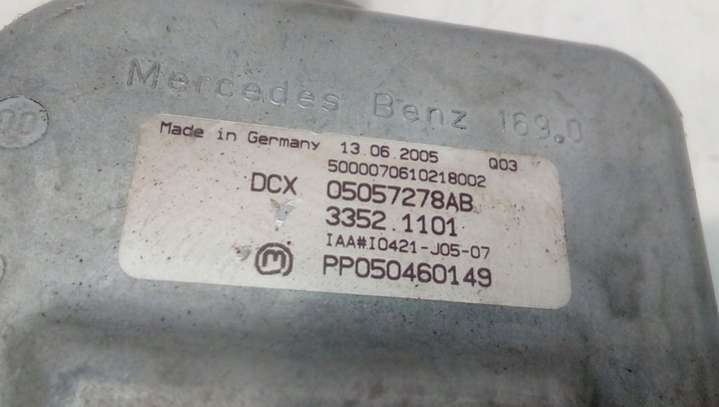 Mercedes Benz 169.0
00
Made in Germany 13.06.2005 Q03
5000070610218002
DCX 05057278AB
3352.1101
IAA#I0421-J05-07
m PP050460149